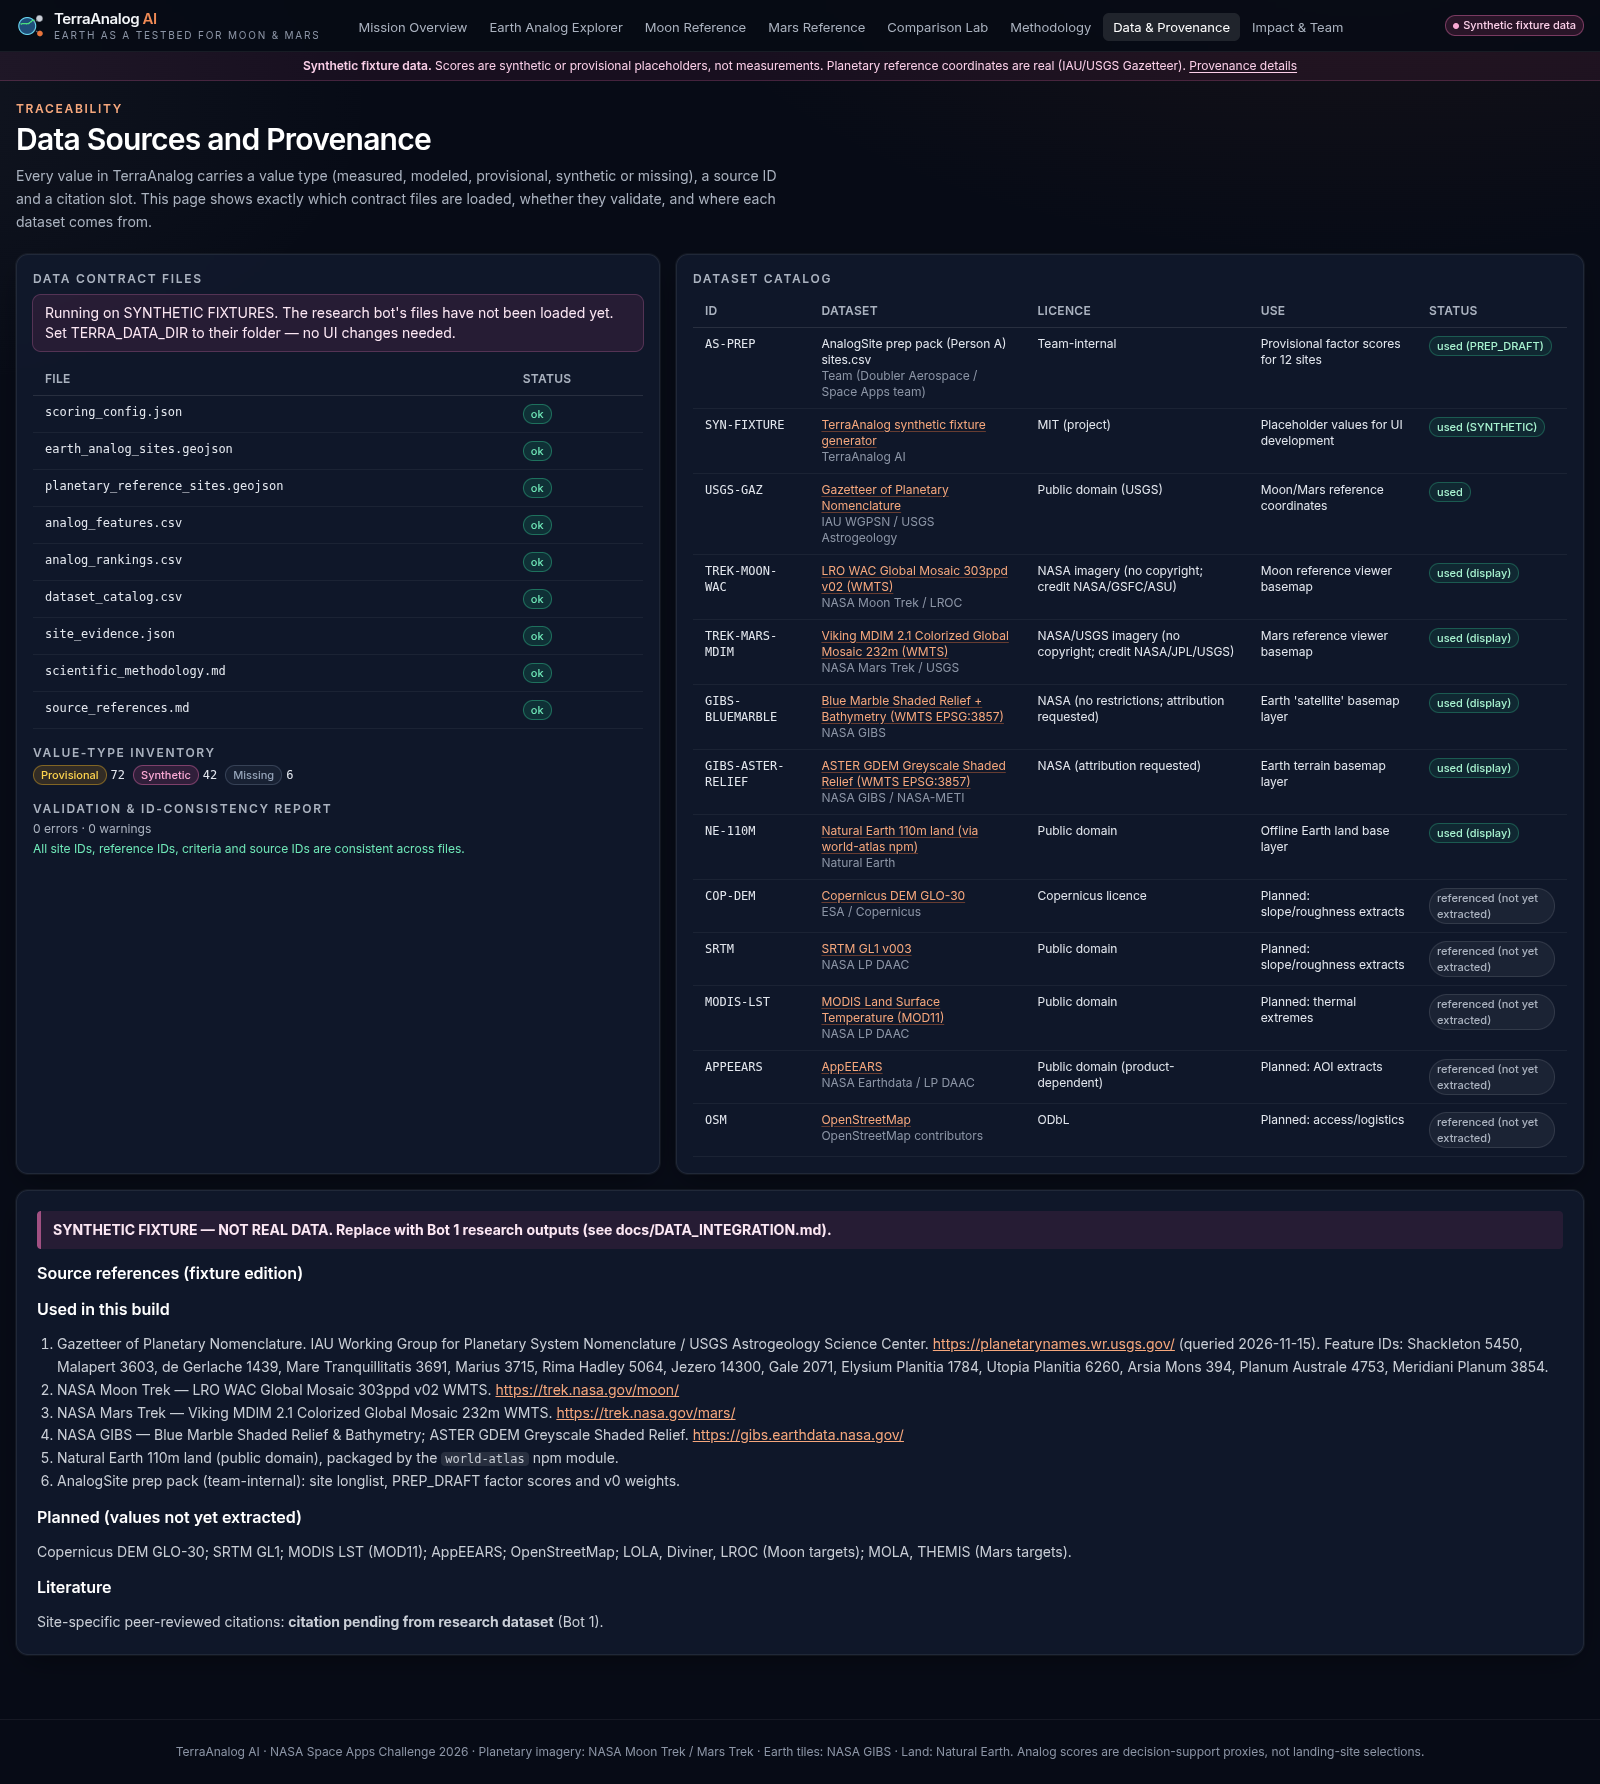 TerraAnalog AI
EARTH AS A TESTBED FOR MOON & MARS
Mission Overview
Earth Analog Explorer
Moon Reference
Mars Reference
Comparison Lab
Methodology
Data & Provenance
Impact & Team
Synthetic fixture data
Synthetic fixture data. Scores are synthetic or provisional placeholders, not measurements. Planetary reference coordinates are real (IAU/USGS Gazetteer). Provenance details
TRACEABILITY
Data Sources and Provenance
Every value in TerraAnalog carries a value type (measured, modeled, provisional, synthetic or missing), a source ID
and a citation slot. This page shows exactly which contract files are loaded, whether they validate, and where each
dataset comes from.
DATA CONTRACT FILES
Running on SYNTHETIC FIXTURES. The research bot's files have not been loaded yet.
Set TERRA_DATA_DIR to their folder — no UI changes needed.
FILE STATUS
scoring_config.json ok
earth_analog_sites.geojson ok
planetary_reference_sites.geojson ok
analog_features.csv ok
analog_rankings.csv ok
dataset_catalog.csv ok
site_evidence.json ok
scientific_methodology.md ok
source_references.md ok
VALUE-TYPE INVENTORY
Provisional 72 Synthetic 42 Missing 6
VALIDATION & ID-CONSISTENCY REPORT
0 errors · 0 warnings
All site IDs, reference IDs, criteria and source IDs are consistent across files.
DATASET CATALOG
ID DATASET LICENCE USE STATUS
AS-PREP AnalogSite prep pack (Person A) Team-internal Provisional factor scores used (PREP_DRAFT)
sites.csv for 12 sites
Team (Doubler Aerospace /
Space Apps team)
SYN-FIXTURE TerraAnalog synthetic fixture MIT (project) Placeholder values for UI used (SYNTHETIC)
generator development
TerraAnalog AI
USGS-GAZ Gazetteer of Planetary Public domain (USGS) Moon/Mars reference used
Nomenclature coordinates
IAU WGPSN / USGS
Astrogeology
TREK-MOON- LRO WAC Global Mosaic 303ppd NASA imagery (no copyright; Moon reference viewer used (display)
WAC v02 (WMTS) credit NASA/GSFC/ASU) basemap
NASA Moon Trek / LROC
TREK-MARS- Viking MDIM 2.1 Colorized Global NASA/USGS imagery (no Mars reference viewer used (display)
MDIM Mosaic 232m (WMTS) copyright; credit NASA/JPL/USGS) basemap
NASA Mars Trek / USGS
GIBS- Blue Marble Shaded Relief + NASA (no restrictions; attribution Earth 'satellite' basemap used (display)
BLUEMARBLE Bathymetry (WMTS EPSG:3857) requested) layer
NASA GIBS
GIBS-ASTER- ASTER GDEM Greyscale Shaded NASA (attribution requested) Earth terrain basemap used (display)
RELIEF Relief (WMTS EPSG:3857) layer
NASA GIBS / NASA-METI
NE-110M Natural Earth 110m land (via Public domain Offline Earth land base used (display)
world-atlas npm) layer
Natural Earth
COP-DEM Copernicus DEM GLO-30 Copernicus licence Planned: referenced (not yet
ESA / Copernicus slope/roughness extracts extracted)
SRTM SRTM GL1 v003 Public domain Planned: referenced (not yet
NASA LP DAAC slope/roughness extracts extracted)
MODIS-LST MODIS Land Surface Public domain Planned: thermal referenced (not yet
Temperature (MOD11) extremes extracted)
NASA LP DAAC
APPEEARS AppEEARS Public domain (product- Planned: AOI extracts referenced (not yet
NASA Earthdata / LP DAAC dependent) extracted)
OSM OpenStreetMap ODbL Planned: access/logistics referenced (not yet
OpenStreetMap contributors extracted)
SYNTHETIC FIXTURE — NOT REAL DATA. Replace with Bot 1 research outputs (see docs/DATA_INTEGRATION.md).
Source references (fixture edition)
Used in this build
1. Gazetteer of Planetary Nomenclature. IAU Working Group for Planetary System Nomenclature / USGS Astrogeology Science Center. https://planetarynames.wr.usgs.gov/ (queried 2026-11-15). Feature IDs: Shackleton 5450,
Malapert 3603, de Gerlache 1439, Mare Tranquillitatis 3691, Marius 3715, Rima Hadley 5064, Jezero 14300, Gale 2071, Elysium Planitia 1784, Utopia Planitia 6260, Arsia Mons 394, Planum Australe 4753, Meridiani Planum 3854.
2. NASA Moon Trek — LRO WAC Global Mosaic 303ppd v02 WMTS. https://trek.nasa.gov/moon/
3. NASA Mars Trek — Viking MDIM 2.1 Colorized Global Mosaic 232m WMTS. https://trek.nasa.gov/mars/
4. NASA GIBS — Blue Marble Shaded Relief & Bathymetry; ASTER GDEM Greyscale Shaded Relief. https://gibs.earthdata.nasa.gov/
5. Natural Earth 110m land (public domain), packaged by the world-atlas npm module.
6. AnalogSite prep pack (team-internal): site longlist, PREP_DRAFT factor scores and v0 weights.
Planned (values not yet extracted)
Copernicus DEM GLO-30; SRTM GL1; MODIS LST (MOD11); AppEEARS; OpenStreetMap; LOLA, Diviner, LROC (Moon targets); MOLA, THEMIS (Mars targets).
Literature
Site-specific peer-reviewed citations: citation pending from research dataset (Bot 1).
TerraAnalog AI · NASA Space Apps Challenge 2026 · Planetary imagery: NASA Moon Trek / Mars Trek · Earth tiles: NASA GIBS · Land: Natural Earth. Analog scores are decision-support proxies, not landing-site selections.